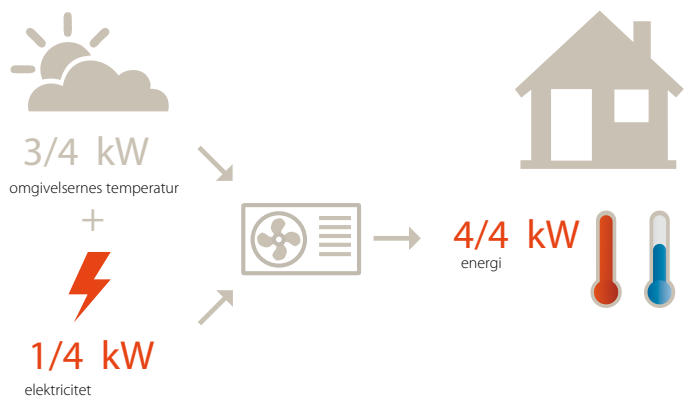 3/4 kW
omgivelsernes temperatur
+
1/4 kW
elektricitet
4/4 kW
energi